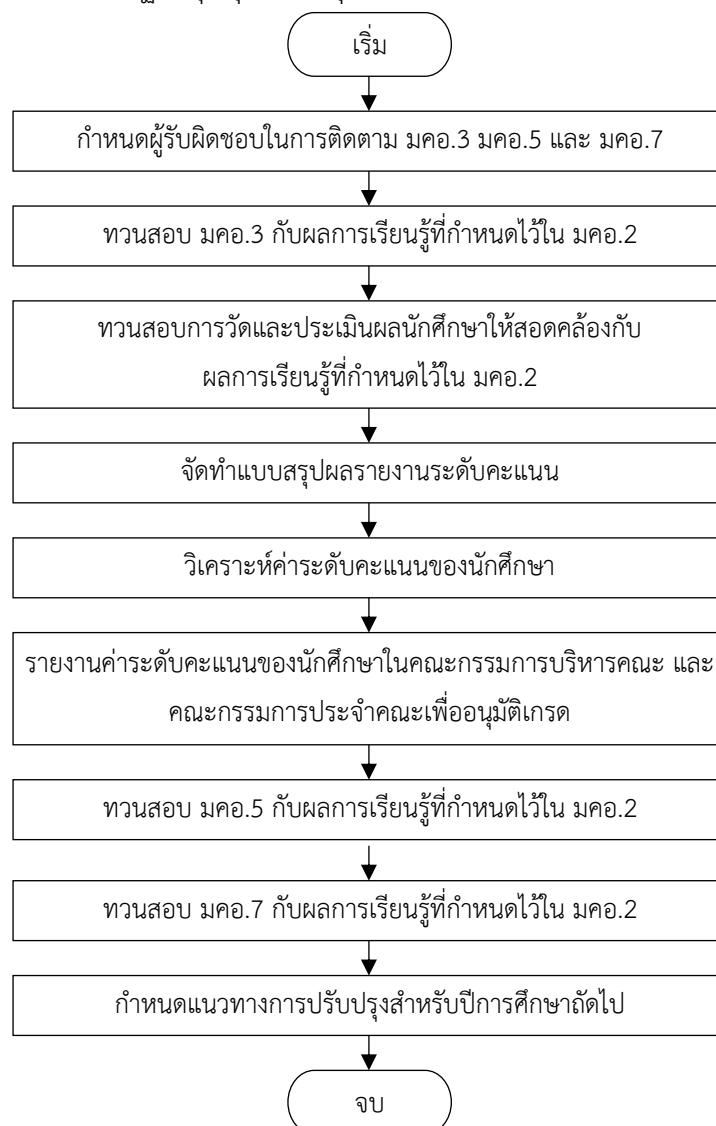 เริ่ม
กำหนดผู้รับผิดชอบในการติดตาม มคอ.3 มคอ.5 และ มคอ.7
ทวนสอบ มคอ.3 กับผลการเรียนรู้ที่กำหนดไว้ใน มคอ.2
ทวนสอบการวัดและประเมินผลนักศึกษาให้สอดคล้องกับ
ผลการเรียนรู้ที่กำหนดไว้ใน มคอ.2
จัดทำแบบสรุปผลรายงานระดับคะแนน
วิเคราะห์ค่าระดับคะแนนของนักศึกษา
รายงานค่าระดับคะแนนของนักศึกษาในคณะกรรมการบริหารคณะ และ
คณะกรรมการประจำคณะเพื่ออนุมัติเกรด
ทวนสอบ มคอ.5 กับผลการเรียนรู้ที่กำหนดไว้ใน มคอ.2
ทวนสอบ มคอ.7 กับผลการเรียนรู้ที่กำหนดไว้ใน มคอ.2
กำหนดแนวทางการปรับปรุงสำหรับปีการศึกษาถัดไป
จบ